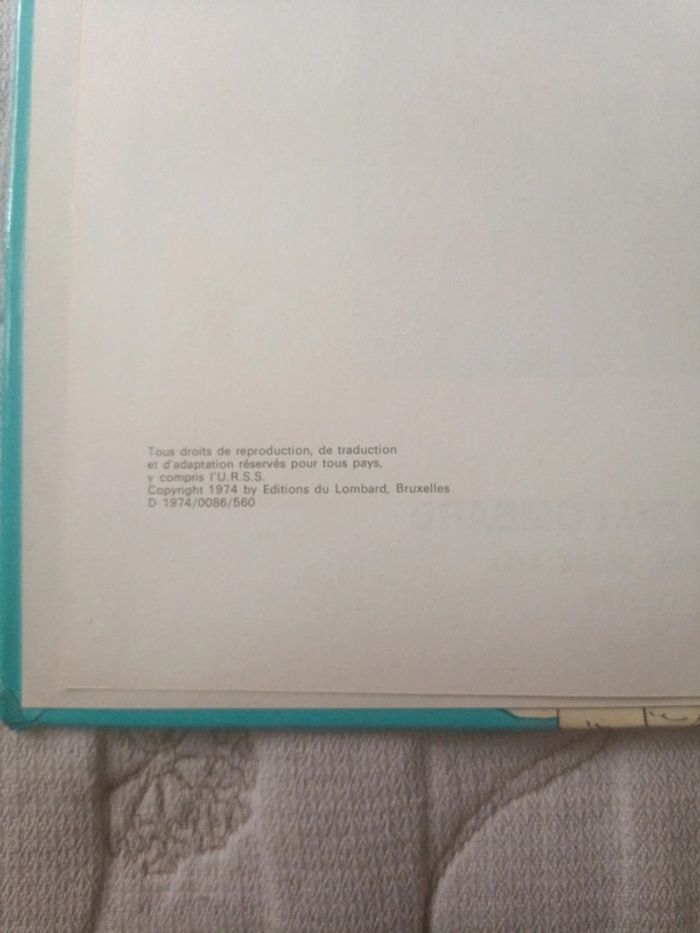 Tous droits de reproduction, de traduction
et d'adaptation réservés pour tous pays,
y compris l'U.R.S.S.
Copyright 1974 by Editions du Lombard, Bruxelles
D 1974/0086/560